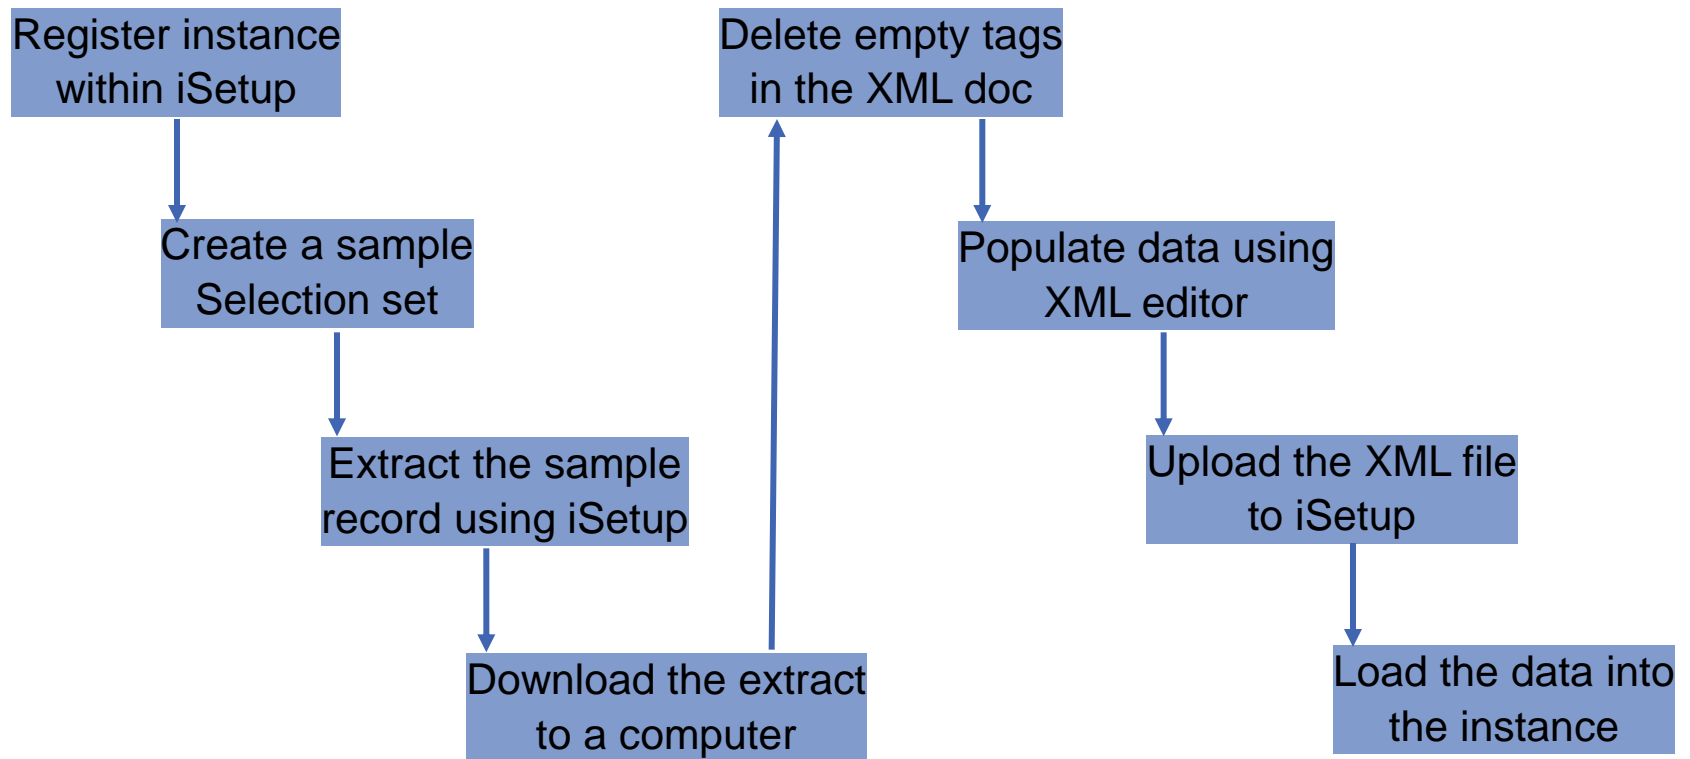 Register instance
within iSetup
Create a sample
Selection set
Extract the sample
record using iSetup
Download the extract
to a computer
Delete empty tags
in the XML doc
Populate data using
XML editor
Upload the XML file
to iSetup
Load the data into
the instance